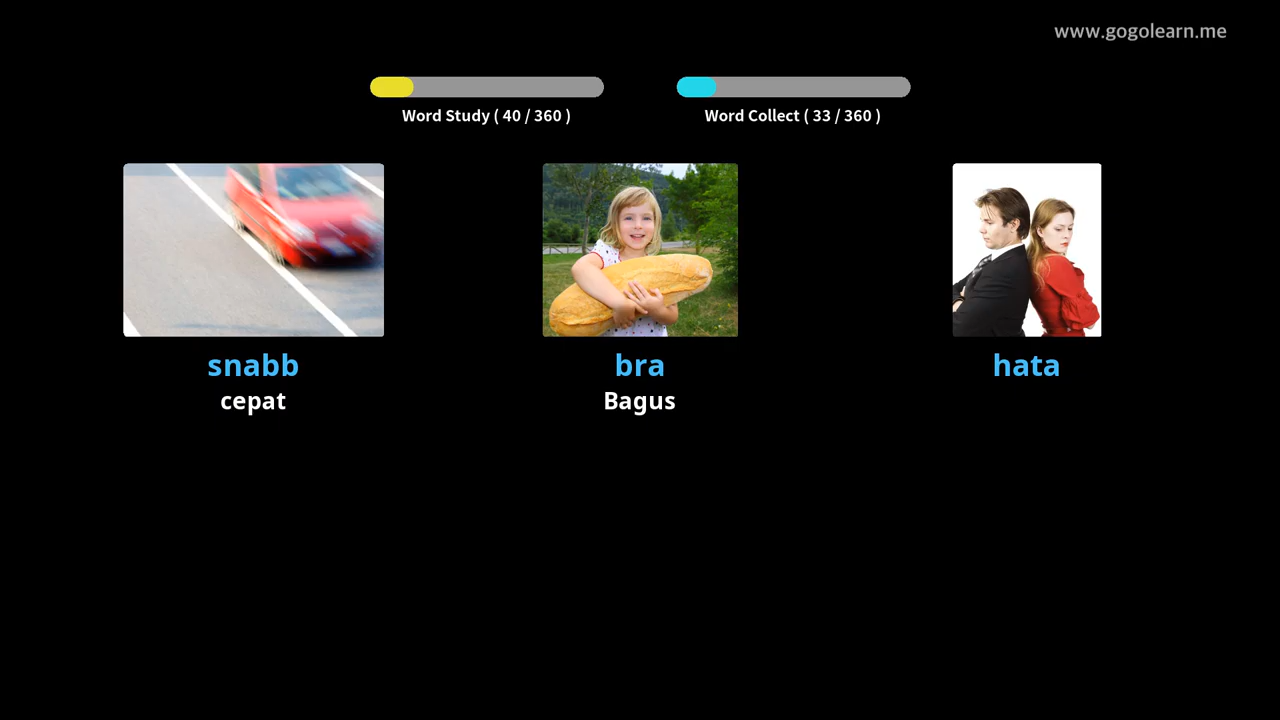 www.gogolearn.me
Word Study ( 40 / 360 )
Word Collect ( 33 / 360 )
snabb
cepat
bra
Bagus
hata